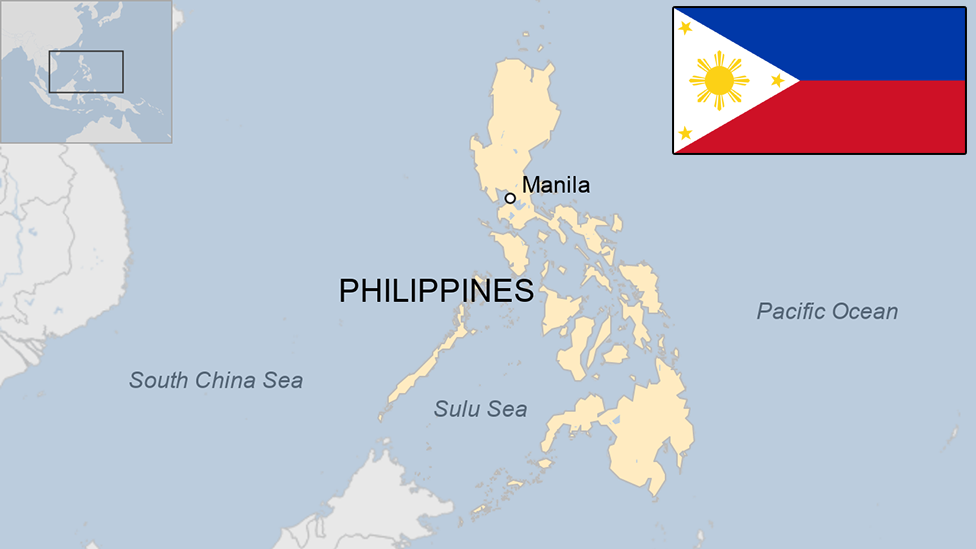 Manila
PHILIPPINES
Pacific Ocean
South China Sea
Sulu Sea